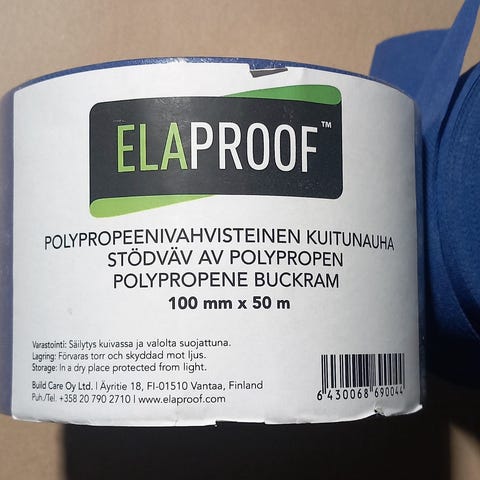 ELAPROOF™
POLYPROPEENIVAHVISTEINEN KUITUNAUHA
STÖDVÄV AV POLYPROPEN
POLYPROPENE BUCKRAM
100 mm x 50 m
Varastointi: Säilytys kuivassa ja valolta suojattuna.
Lagring: Förvaras torr och skyddad mot ljus.
Storage: In a dry place protected from light.
Build Care Oy Ltd. l Äyritie 18, FI-01510 Vantaa, Finland
Puh./Tel. +358 20 790 2710 l www.elaproof.com
6 430068 690044